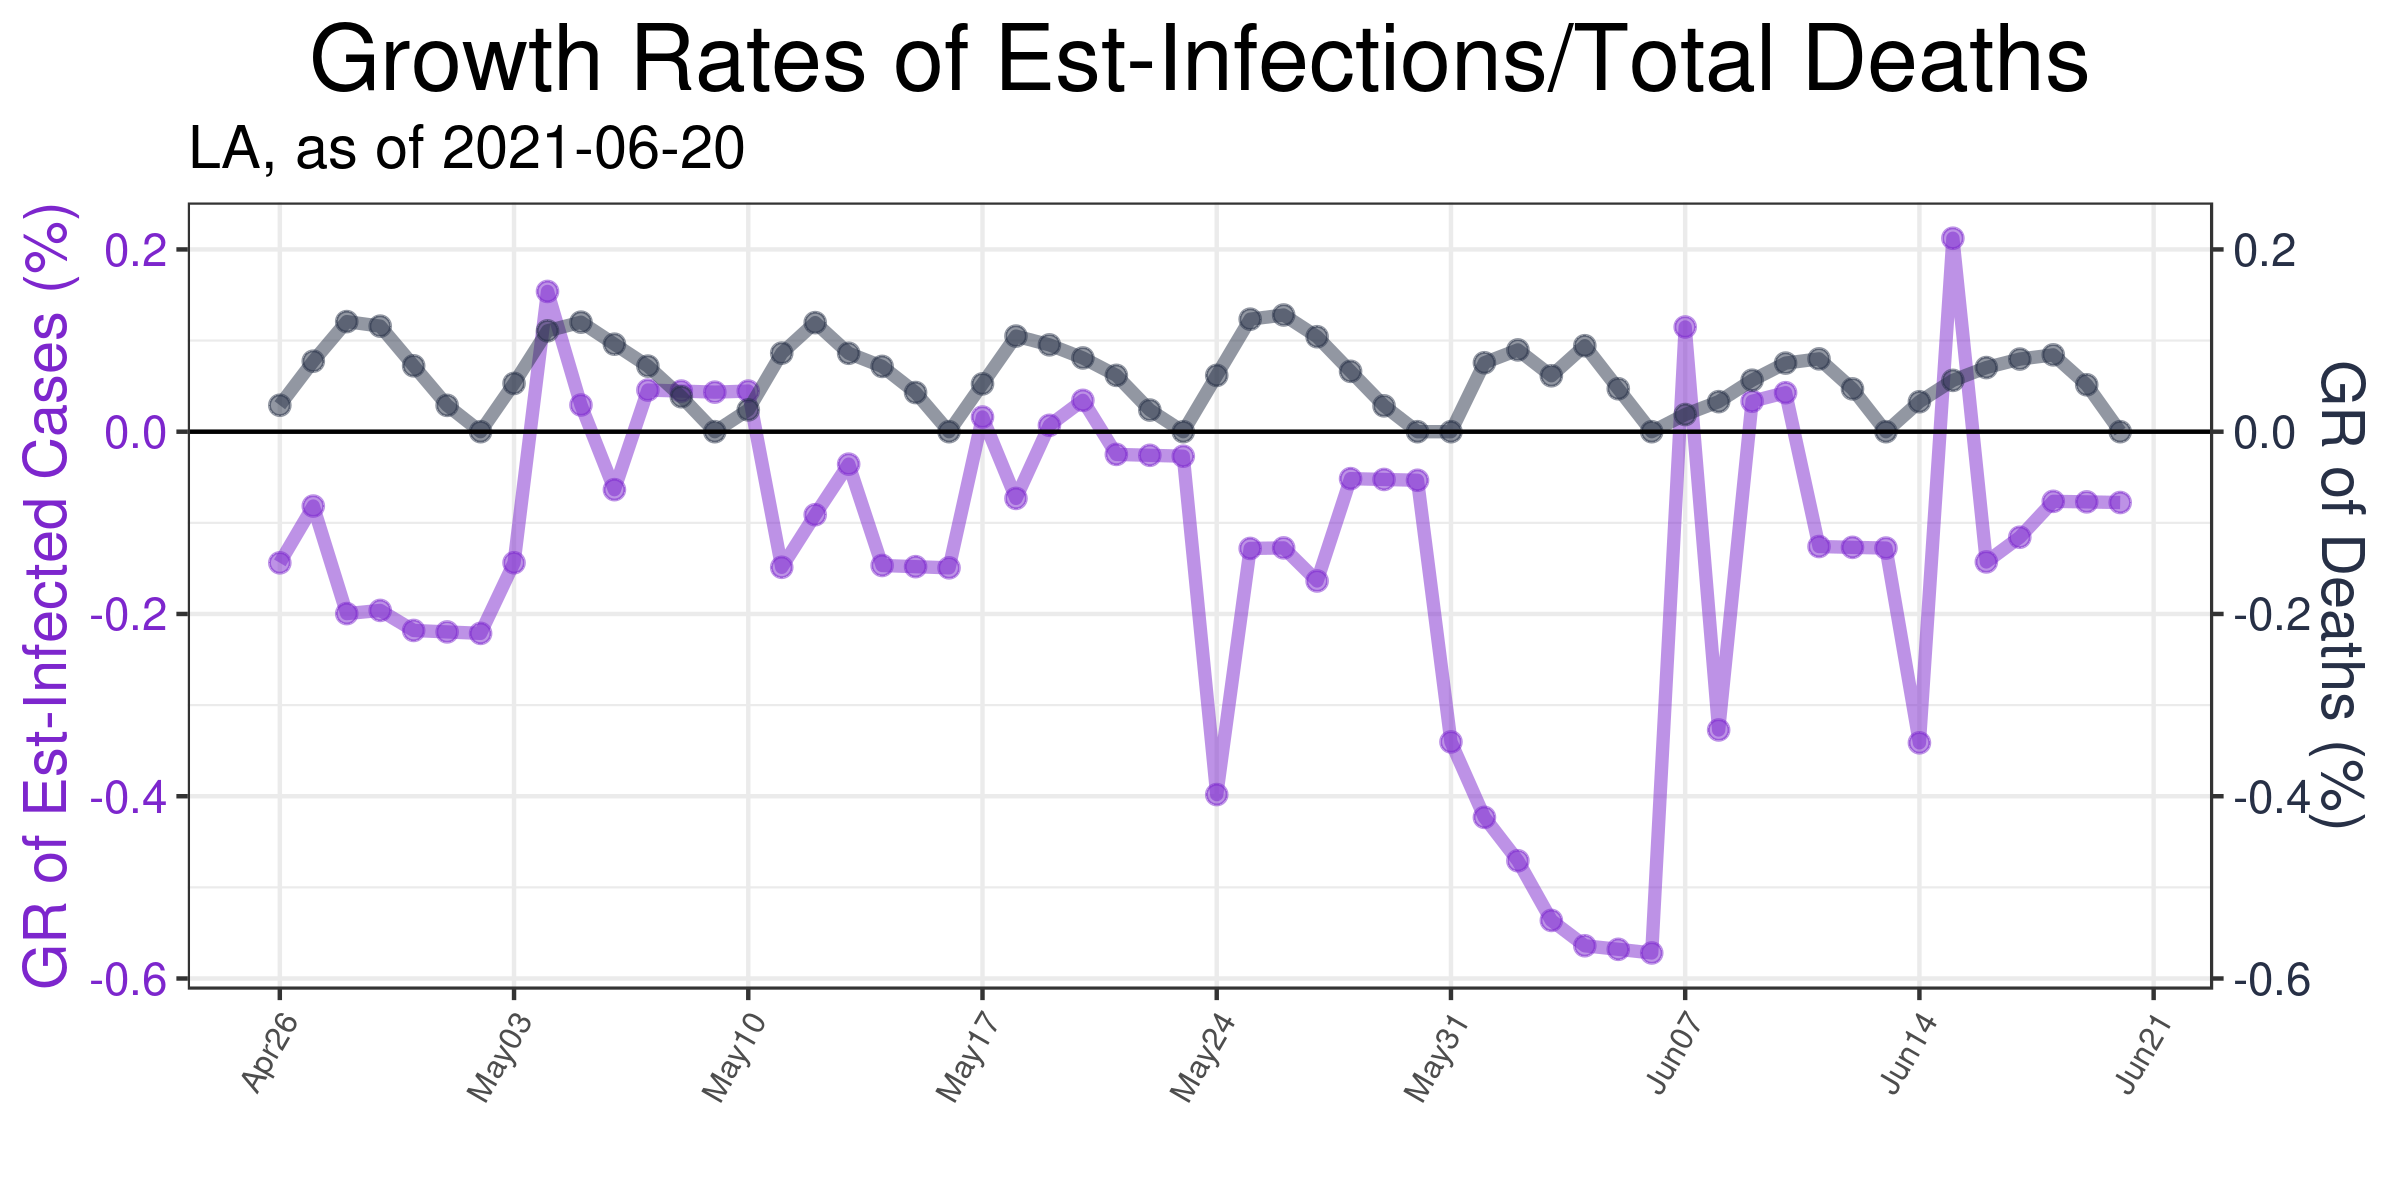 Growth Rates of Est-Infections/Total Deaths
LA, as of 2021-06-20
GR of Est-Infected Cases (%)
0.2
0.0
-0.2
-0.4
-0.6
0.2
0.0
-0.2
-0.4
-0.6
GR of Deaths (%)
Apr26
May03
May10
May17
May24
May31
Jun07
Jun14
Jun21